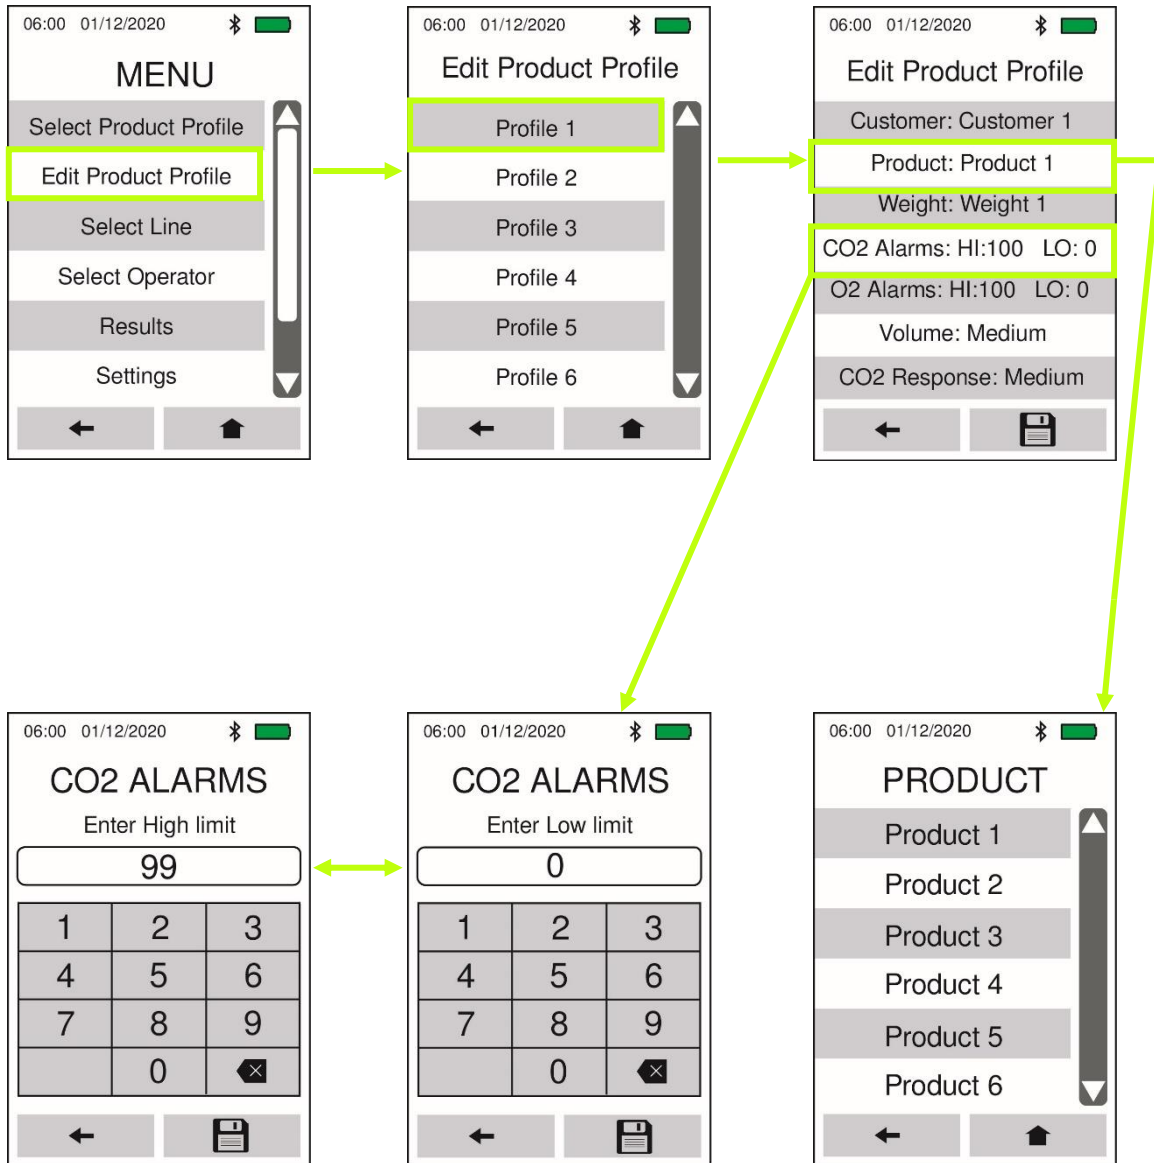 06:00 01/12/2020
MENU
Select Product Profile
Edit Product Profile
Select Line
Select Operator
Results
Settings
06:00 01/12/2020
Edit Product Profile
Profile 1
Profile 2
Profile 3
Profile 4
Profile 5
Profile 6
06:00 01/12/2020
Edit Product Profile
Customer: Customer 1
Product: Product 1
Weight: Weight 1
CO2 Alarms: HI:100 LO: 0
O2 Alarms: HI:100 LO: 0
Volume: Medium
CO2 Response: Medium
06:00 01/12/2020
CO2 ALARMS
Enter High limit
99
1 2 3
4 5 6
7 8 9
0
06:00 01/12/2020
CO2 ALARMS
Enter Low limit
0
1 2 3
4 5 6
7 8 9
0
06:00 01/12/2020
PRODUCT
Product 1
Product 2
Product 3
Product 4
Product 5
Product 6